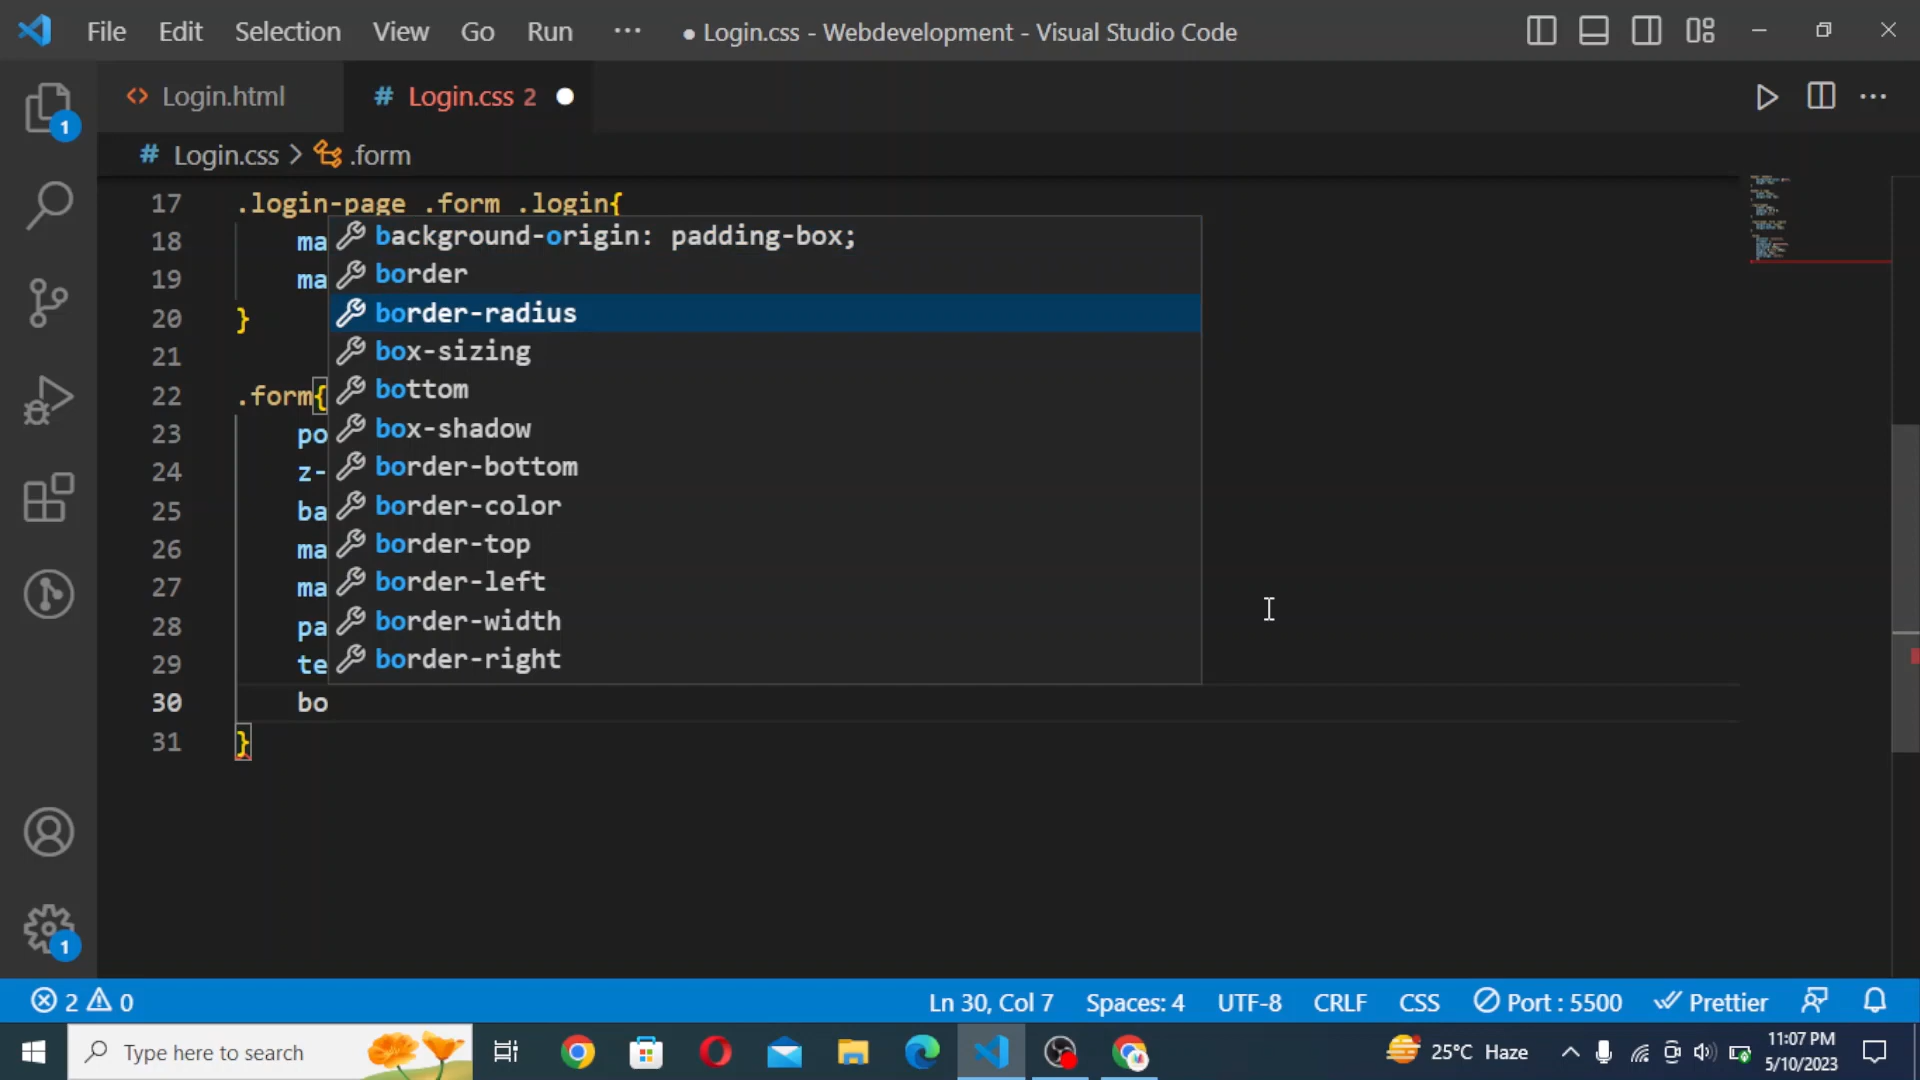 File Edit Selection View Go Run ··· ● Login.css - Webdevelopment - Visual Studio Code
1
<> Login.html # Login.css 2 ●
# Login.css > .form
17 .login-page .form .login{
18 ma
19 ma
20 }
21
22 .form{
23 po
24 z-
25 ba
26 ma
27 ma
28 pa
29 te
30 bo
31 }
background-origin: padding-box;
border
border-radius
box-sizing
bottom
box-shadow
border-bottom
border-color
border-top
border-left
border-width
border-right
1
2 0 Ln 30, Col 7 Spaces: 4 UTF-8 CRLF CSS Port : 5500 Prettier
Type here to search 25°C Haze 11:07 PM
5/10/2023